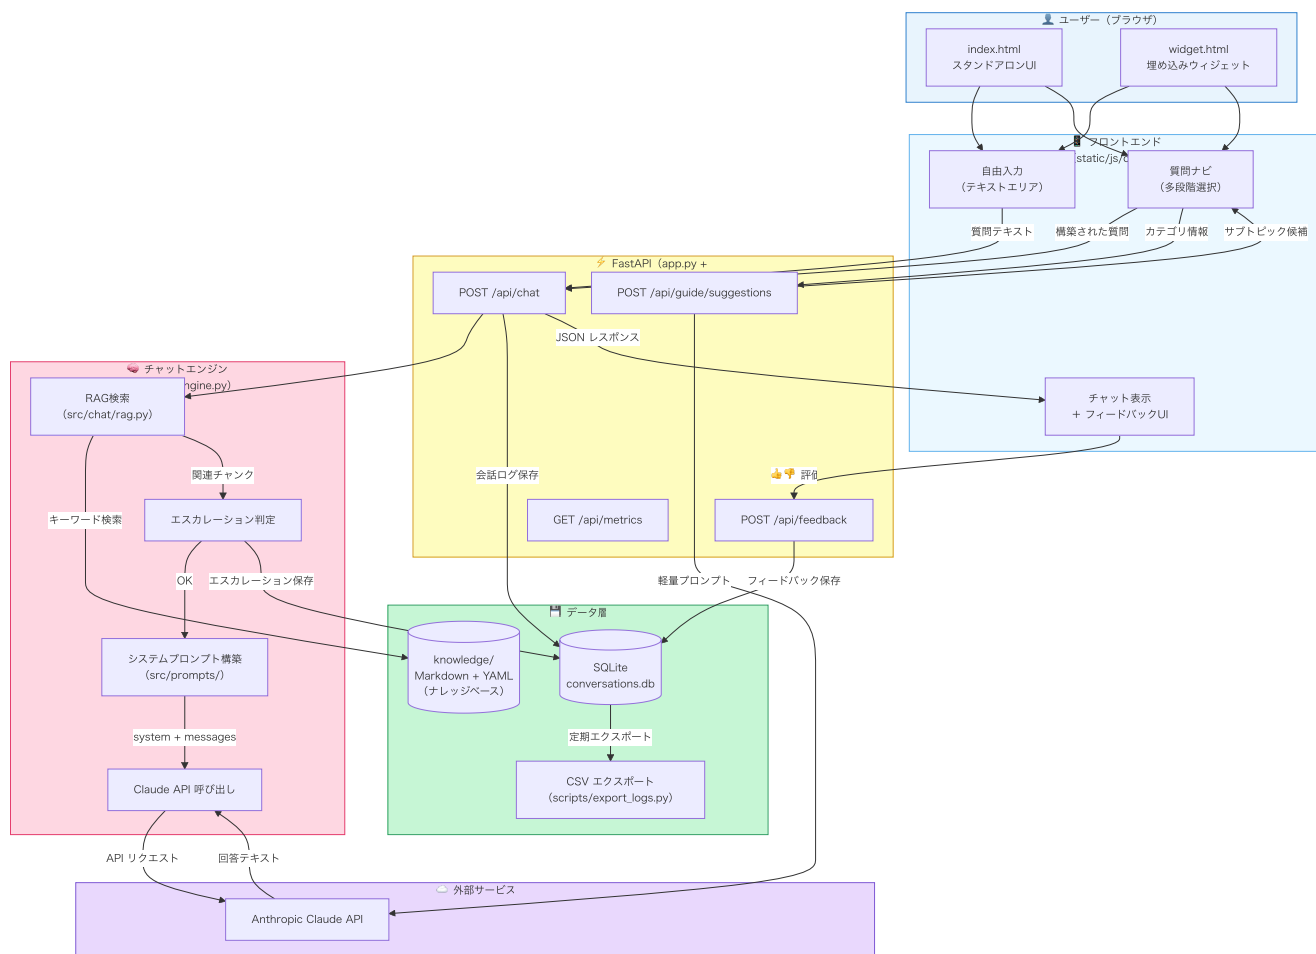 👤 ユーザー（ブラウザ）
index.html
スタンドアロンUI
widget.html
埋め込みウィジェット
📱 フロントエンド
static/js/c
自由入力
（テキストエリア）
質問ナビ
（多段階選択）
質問テキスト
構築された質問
カテゴリ情報
サブトピック候補
⚡ FastAPI（app.py +
POST /api/chat
POST /api/guide/suggestions
JSON レスポンス
🧠 チャットエンジン
ngine.py）
RAG検索
（src/chat/rag.py）
チャット表示
＋ フィードバックUI
関連チャンク
会話ログ保存
👍👎 評価
キーワード検索
エスカレーション判定
GET /api/metrics
POST /api/feedback
OK
エスカレーション保存
軽量プロンプト
フィードバック保存
💾 データ層
システムプロンプト構築
（src/prompts/）
knowledge/
Markdown + YAML
（ナレッジベース）
SQLite
conversations.db
system + messages
定期エクスポート
Claude API 呼び出し
CSV エクスポート
（scripts/export_logs.py）
API リクエスト
回答テキスト
☁️ 外部サービス
Anthropic Claude API